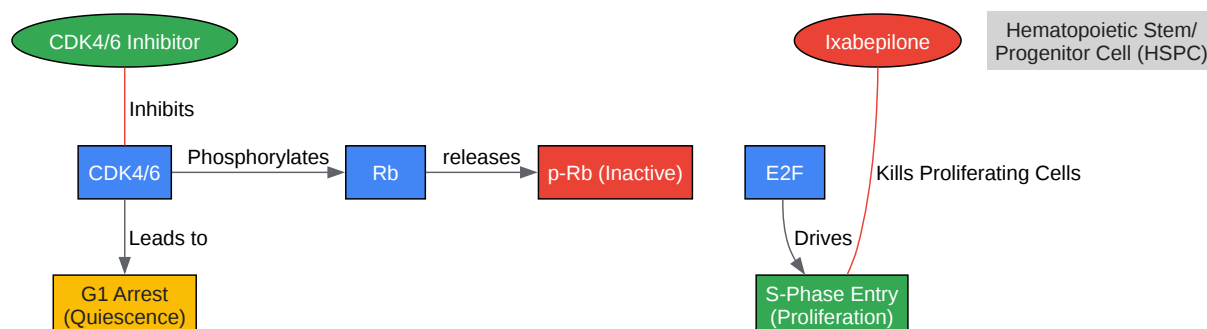 CDK4/6 Inhibitor
Ixabepilone
Hematopoietic Stem/
Progenitor Cell (HSPC)
Inhibits
CDK4/6
Phosphorylates
Rb
releases
p-Rb (Inactive)
E2F
Kills Proliferating Cells
Leads to
Drives
G1 Arrest
(Quiescence)
S-Phase Entry
(Proliferation)